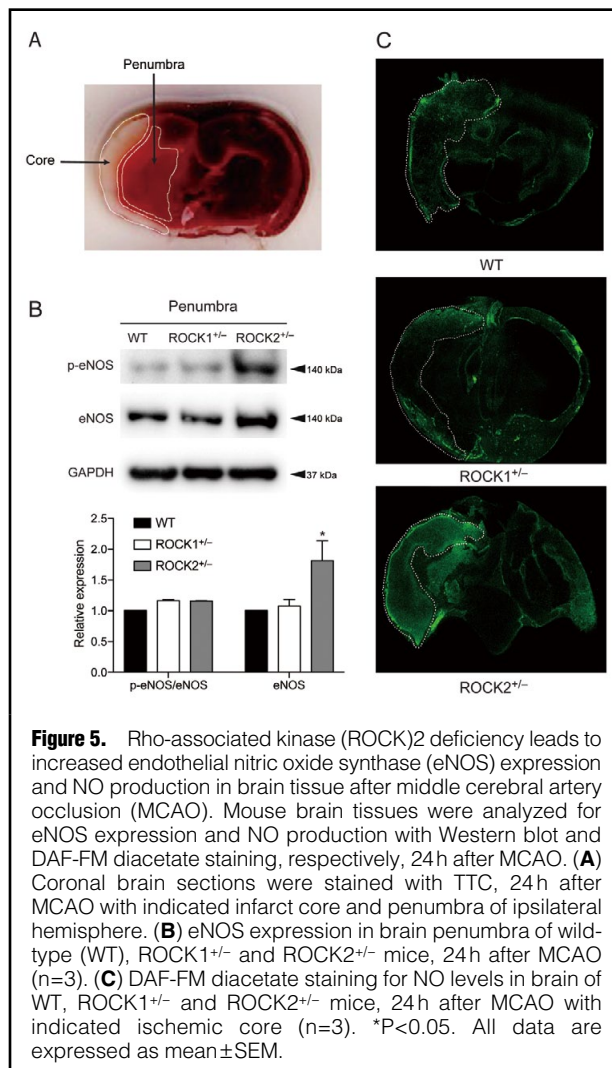 A
Penumbra
Core
C
WT
ROCK1+/–
ROCK2+/–
B
Penumbra
WT ROCK1+/– ROCK2+/–
p-eNOS 140 kDa
eNOS 140 kDa
GAPDH 37 kDa
WT
ROCK1+/–
ROCK2+/–
*
Relative expression
2.5
2.0
1.5
1.0
0.5
0.0
p-eNOS/eNOS eNOS
Figure 5. Rho-associated kinase (ROCK)2 deficiency leads to
increased endothelial nitric oxide synthase (eNOS) expression
and NO production in brain tissue after middle cerebral artery
occlusion (MCAO). Mouse brain tissues were analyzed for
eNOS expression and NO production with Western blot and
DAF-FM diacetate staining, respectively, 24h after MCAO. (A)
Coronal brain sections were stained with TTC, 24h after
MCAO with indicated infarct core and penumbra of ipsilateral
hemisphere. (B) eNOS expression in brain penumbra of wild-
type (WT), ROCK1+/– and ROCK2+/– mice, 24h after MCAO
(n=3). (C) DAF-FM diacetate staining for NO levels in brain of
WT, ROCK1+/– and ROCK2+/– mice, 24h after MCAO with
indicated ischemic core (n=3). *P<0.05. All data are
expressed as mean±SEM.